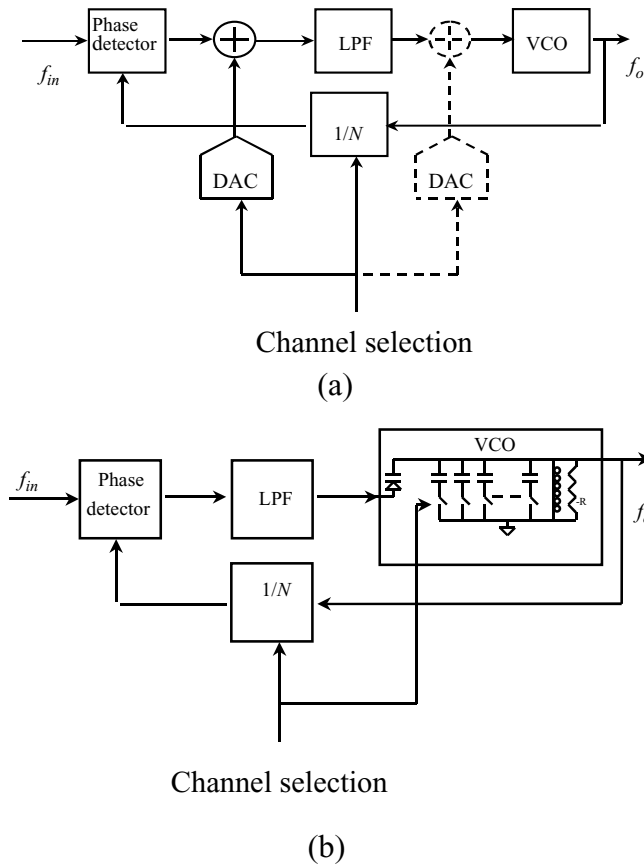 Phase
detector
LPF
VCO
f_in
f_o
1/N
DAC
DAC
Channel selection
(a)
VCO
f_in
Phase
detector
LPF
-R
1/N
Channel selection
(b)